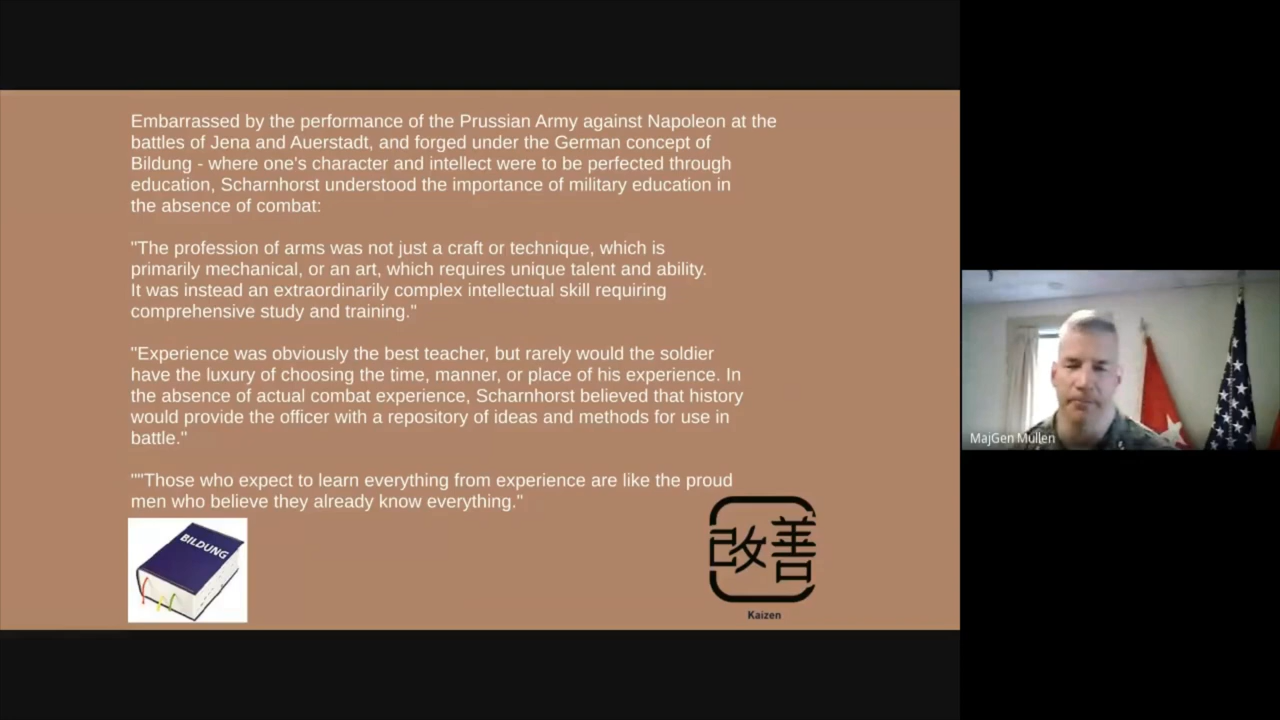 Embarrassed by the performance of the Prussian Army against Napoleon at the
battles of Jena and Auerstadt, and forged under the German concept of
Bildung - where one's character and intellect were to be perfected through
education, Scharnhorst understood the importance of military education in
the absence of combat:
"The profession of arms was not just a craft or technique, which is
primarily mechanical, or an art, which requires unique talent and ability.
It was instead an extraordinarily complex intellectual skill requiring
comprehensive study and training."
"Experience was obviously the best teacher, but rarely would the soldier
have the luxury of choosing the time, manner, or place of his experience. In
the absence of actual combat experience, Scharnhorst believed that history
would provide the officer with a repository of ideas and methods for use in
battle."
""Those who expect to learn everything from experience are like the proud
men who believe they already know everything."
BILDUNG
改善
Kaizen
MajGen Mullen